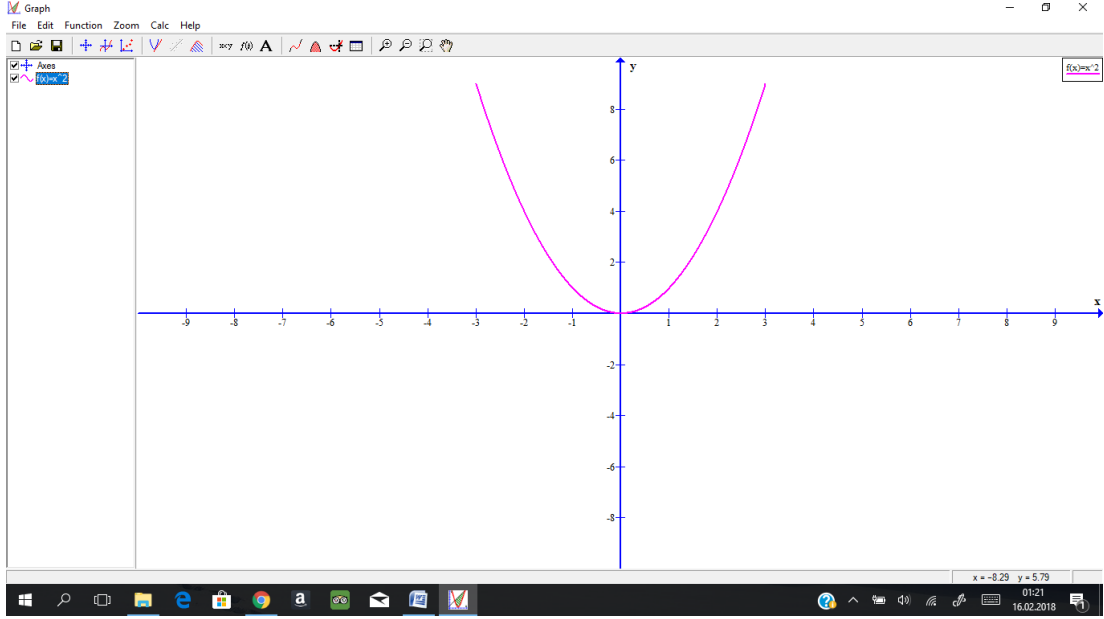 Graph
File Edit Function Zoom Calc Help
Axes
f(x)=x^2
f(x)=x^2
y
x
8
6
4
2
-9 -8 -7 -6 -5 -4 -3 -2 -1 1 2 3 4 5 6 7 8 9
-2
-4
-6
-8
x = -8.29 y = 5.79
01:21
16.02.2018